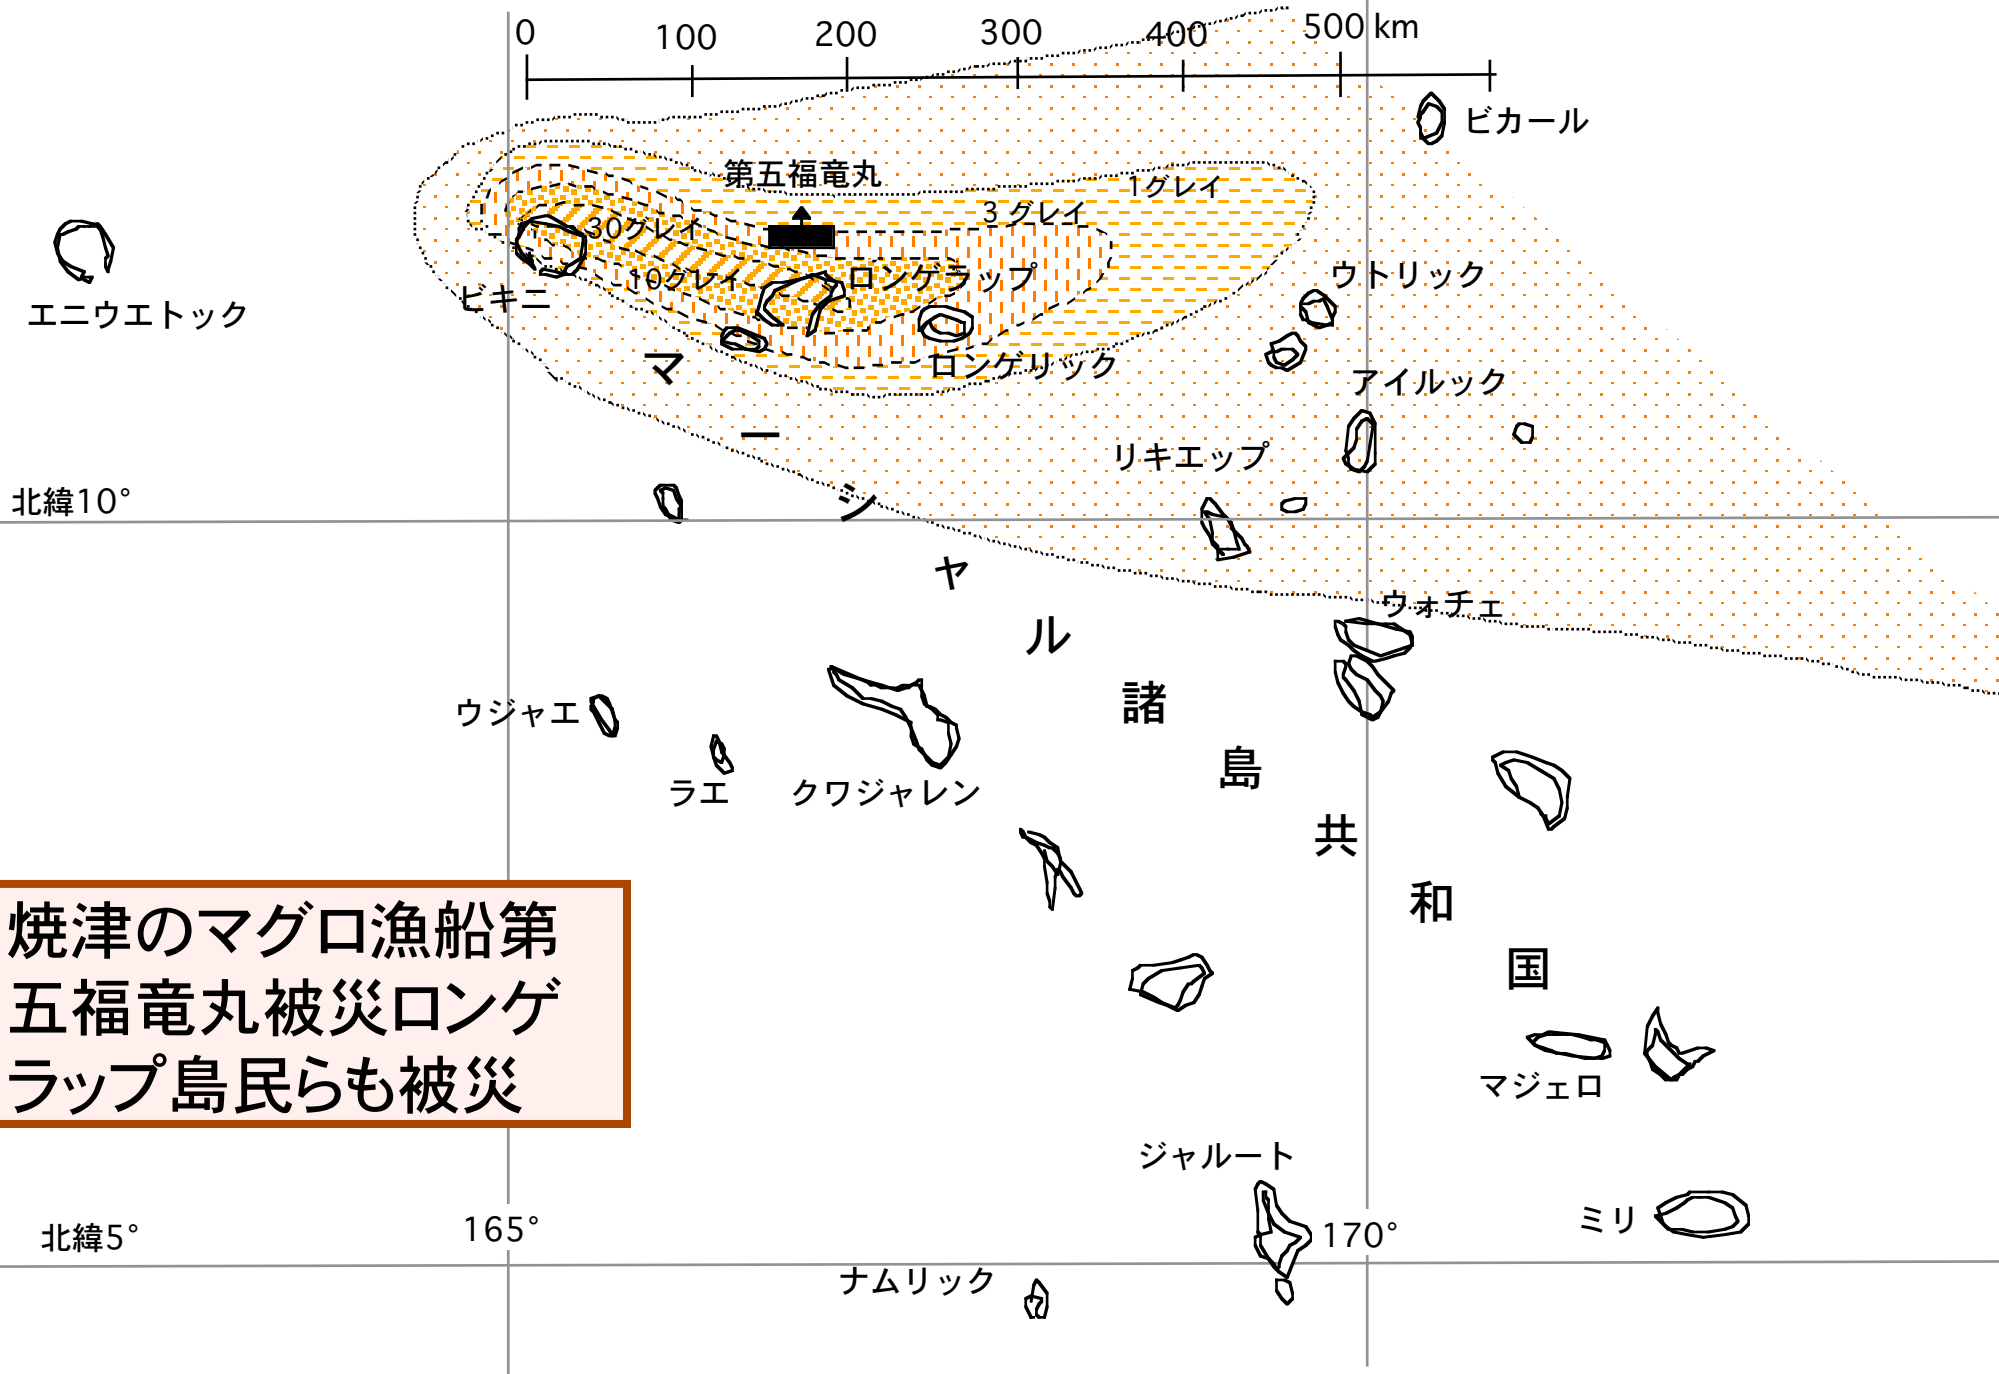 0 100 200 300 400 500 km
ビカール
第五福竜丸
1グレイ
3 グレイ
30グレイ
10グレイ
ロンゲラップ
ウトリック
ビキニ
エニウエトック
ロンゲリック
アイルック
リキエップ
北緯10°
マーシャル諸島共和国
ウォチェ
ウジャエ
ラエ
クワジャレン
焼津のマグロ漁船第
五福竜丸被災ロンゲ
ラップ島民らも被災
マジェロ
ジャルート
ミリ
北緯5°
165°
170°
ナムリック